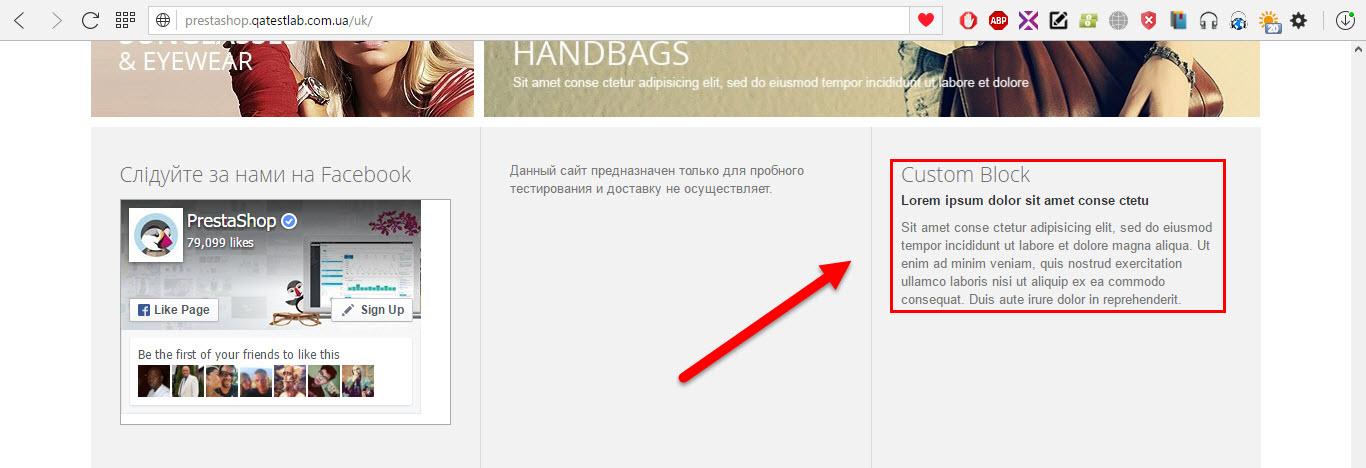 prestashop.qatestlab.com.ua/uk/
ABP
20
& EYEWEAR
HANDBAGS
Sit amet conse ctetur adipisicing elit, sed do eiusmod tempor incididunt ut labore et dolore
Слідуйте за нами на Facebook
PrestaShop
79,099 likes
Like Page
Sign Up
Be the first of your friends to like this
Данный сайт предназначен только для пробного
тестирования и доставку не осуществляет.
Custom Block
Lorem ipsum dolor sit amet conse ctetu
Sit amet conse ctetur adipisicing elit, sed do eiusmod
tempor incididunt ut labore et dolore magna aliqua. Ut
enim ad minim veniam, quis nostrud exercitation
ullamco laboris nisi ut aliquip ex ea commodo
consequat. Duis aute irure dolor in reprehenderit.